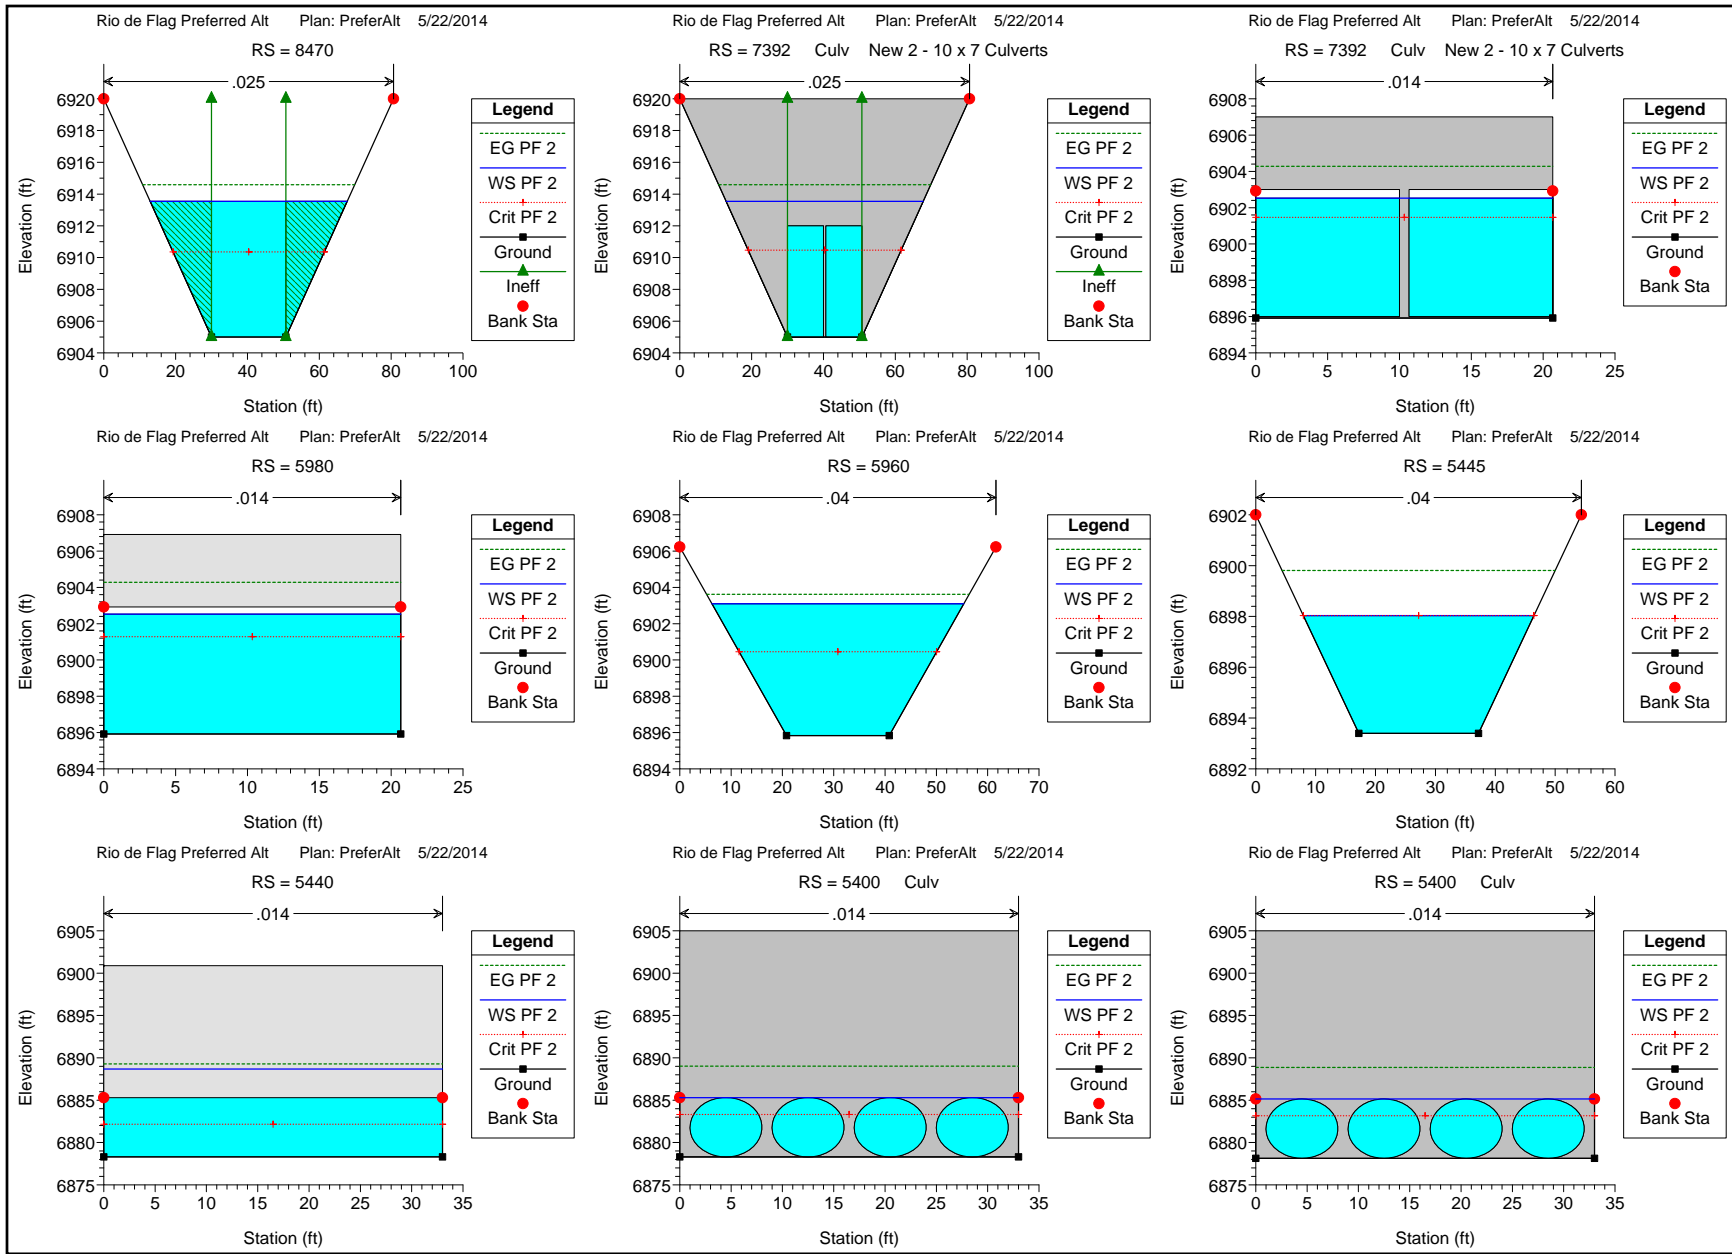 Rio de Flag Preferred Alt Plan: PreferAlt 5/22/2014
RS = 8470
.025
6920
6918
6916
6914
6912
6910
6908
6906
6904
Elevation (ft)
0 20 40 60 80 100
Station (ft)
Legend
EG PF 2
WS PF 2
Crit PF 2
Ground
Ineff
Bank Sta
Rio de Flag Preferred Alt Plan: PreferAlt 5/22/2014
RS = 7392 Culv New 2 - 10 x 7 Culverts
.025
6920
6918
6916
6914
6912
6910
6908
6906
6904
Elevation (ft)
0 20 40 60 80 100
Station (ft)
Legend
EG PF 2
WS PF 2
Crit PF 2
Ground
Ineff
Bank Sta
Rio de Flag Preferred Alt Plan: PreferAlt 5/22/2014
RS = 7392 Culv New 2 - 10 x 7 Culverts
.014
6908
6906
6904
6902
6900
6898
6896
6894
Elevation (ft)
0 5 10 15 20 25
Station (ft)
Legend
EG PF 2
WS PF 2
Crit PF 2
Ground
Bank Sta
Rio de Flag Preferred Alt Plan: PreferAlt 5/22/2014
RS = 5980
.014
6908
6906
6904
6902
6900
6898
6896
6894
Elevation (ft)
0 5 10 15 20 25
Station (ft)
Legend
EG PF 2
WS PF 2
Crit PF 2
Ground
Bank Sta
Rio de Flag Preferred Alt Plan: PreferAlt 5/22/2014
RS = 5960
.04
6908
6906
6904
6902
6900
6898
6896
6894
Elevation (ft)
0 10 20 30 40 50 60 70
Station (ft)
Legend
EG PF 2
WS PF 2
Crit PF 2
Ground
Bank Sta
Rio de Flag Preferred Alt Plan: PreferAlt 5/22/2014
RS = 5445
.04
6902
6900
6898
6896
6894
6892
Elevation (ft)
0 10 20 30 40 50 60
Station (ft)
Legend
EG PF 2
WS PF 2
Crit PF 2
Ground
Bank Sta
Rio de Flag Preferred Alt Plan: PreferAlt 5/22/2014
RS = 5440
.014
6905
6900
6895
6890
6885
6880
6875
Elevation (ft)
0 5 10 15 20 25 30 35
Station (ft)
Legend
EG PF 2
WS PF 2
Crit PF 2
Ground
Bank Sta
Rio de Flag Preferred Alt Plan: PreferAlt 5/22/2014
RS = 5400 Culv
.014
6905
6900
6895
6890
6885
6880
6875
Elevation (ft)
0 5 10 15 20 25 30 35
Station (ft)
Legend
EG PF 2
WS PF 2
Crit PF 2
Ground
Bank Sta
Rio de Flag Preferred Alt Plan: PreferAlt 5/22/2014
RS = 5400 Culv
.014
6905
6900
6895
6890
6885
6880
6875
Elevation (ft)
0 5 10 15 20 25 30 35
Station (ft)
Legend
EG PF 2
WS PF 2
Crit PF 2
Ground
Bank Sta